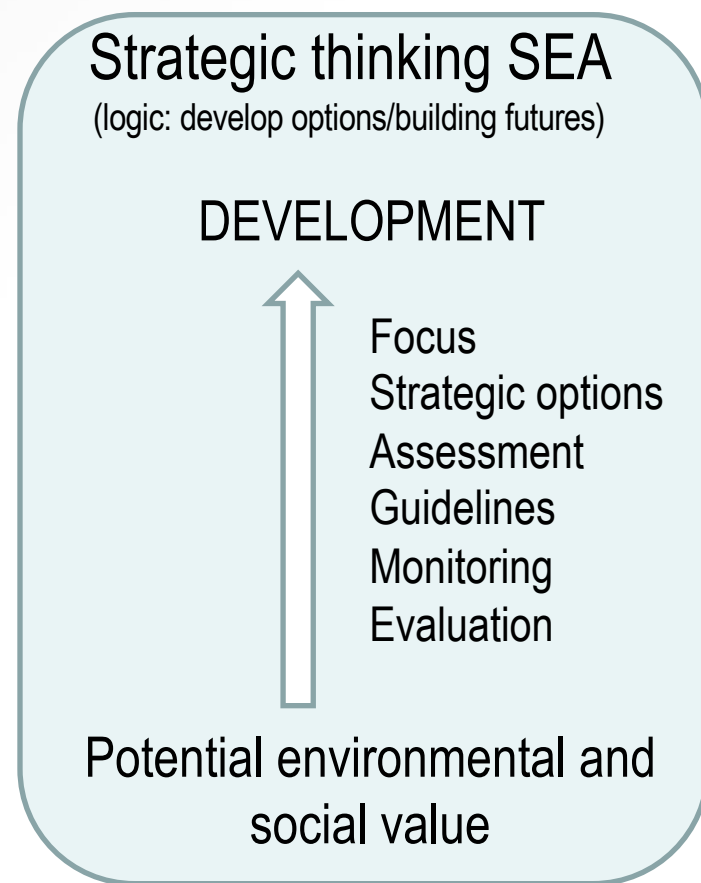 Strategic thinking SEA
(logic: develop options/building futures)
DEVELOPMENT
Focus
Strategic options
Assessment
Guidelines
Monitoring
Evaluation
Potential environmental and
social value